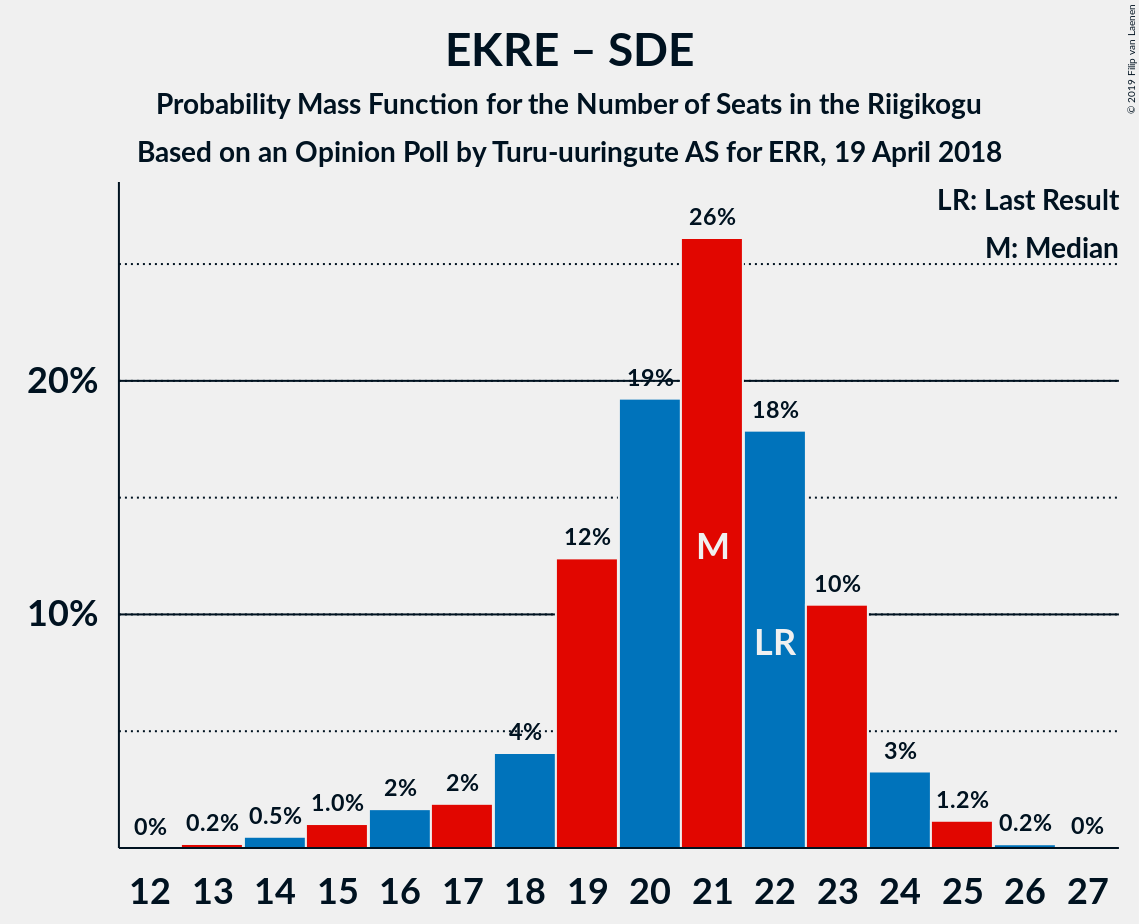 EKRE – SDE
Probability Mass Function for the Number of Seats in the Riigikogu
Based on an Opinion Poll by Turu-uuringute AS for ERR, 19 April 2018
© 2019 Filip van Laenen
LR: Last Result
M: Median
26%
20%
19%
18%
12%
M
10%
10%
LR
4%
3%
2%
2%
1.0%
1.2%
0%
0.2%
0.5%
0.2%
0%
12 13 14 15 16 17 18 19 20 21 22 23 24 25 26 27